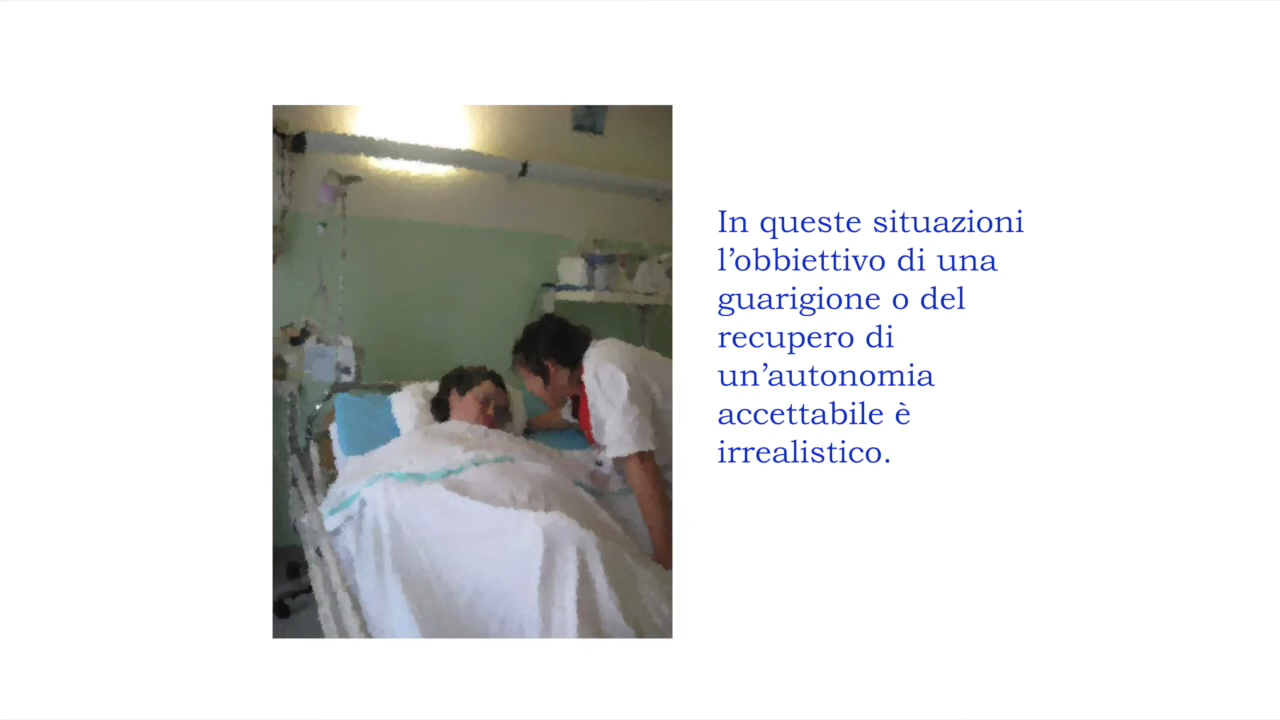 In queste situazioni
l’obbiettivo di una
guarigione o del
recupero di
un’autonomia
accettabile è
irrealistico.